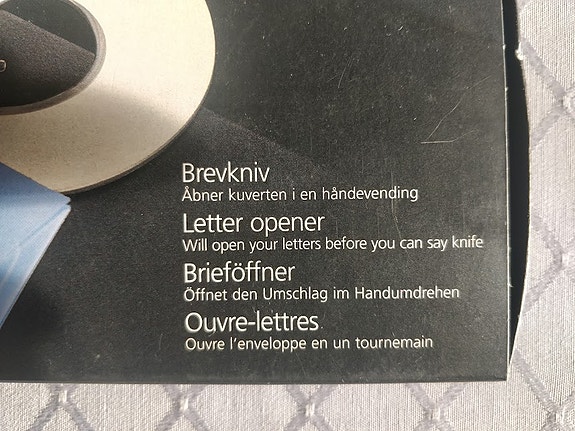 Brevkniv
Åbner kuverten i en håndevending
Letter opener
Will open your letters before you can say knife
Brieföffner
Öffnet den Umschlag im Handumdrehen
Ouvre-lettres
Ouvre l'enveloppe en un tournemain